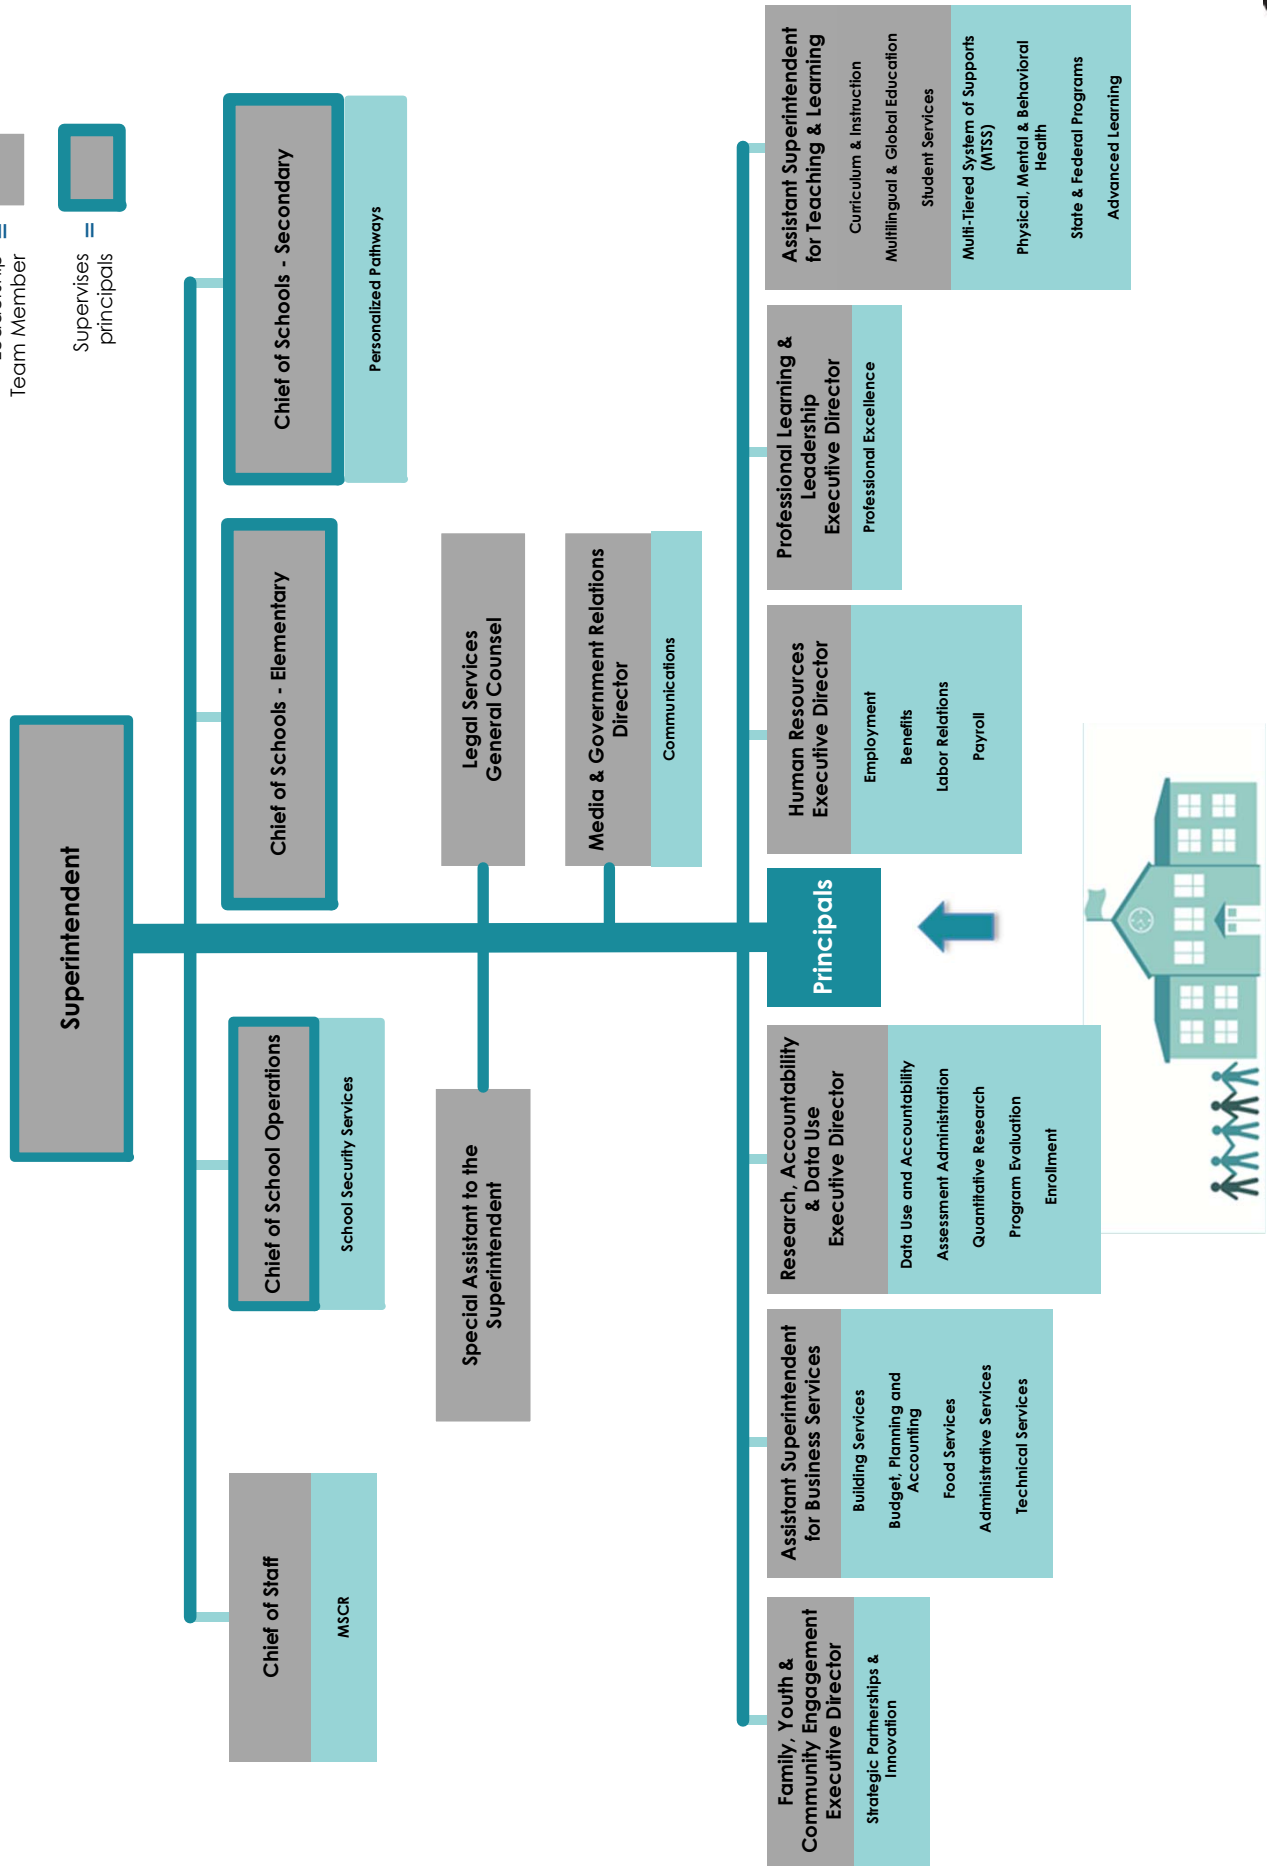 =
Team Member
Supervises
principals
=
Superintendent
Chief of Staff
MSCR
Chief of School Operations
School Security Services
Chief of Schools - Elementary
Chief of Schools - Secondary
Personalized Pathways
Special Assistant to the
Superintendent
Legal Services
General Counsel
Media & Government Relations
Director
Communications
Family, Youth &
Community Engagement
Executive Director
Strategic Partnerships &
Innovation
Assistant Superintendent
for Business Services
Building Services
Budget, Planning and
Accounting
Food Services
Administrative Services
Technical Services
Research, Accountability
& Data Use
Executive Director
Data Use and Accountability
Assessment Administration
Quantitative Research
Program Evaluation
Enrollment
Principals
Human Resources
Executive Director
Employment
Benefits
Labor Relations
Payroll
Professional Learning &
Leadership
Executive Director
Professional Excellence
Assistant Superintendent
for Teaching & Learning
Curriculum & Instruction
Multilingual & Global Education
Student Services
Multi-Tiered System of Supports
(MTSS)
Physical, Mental & Behavioral
Health
State & Federal Programs
Advanced Learning